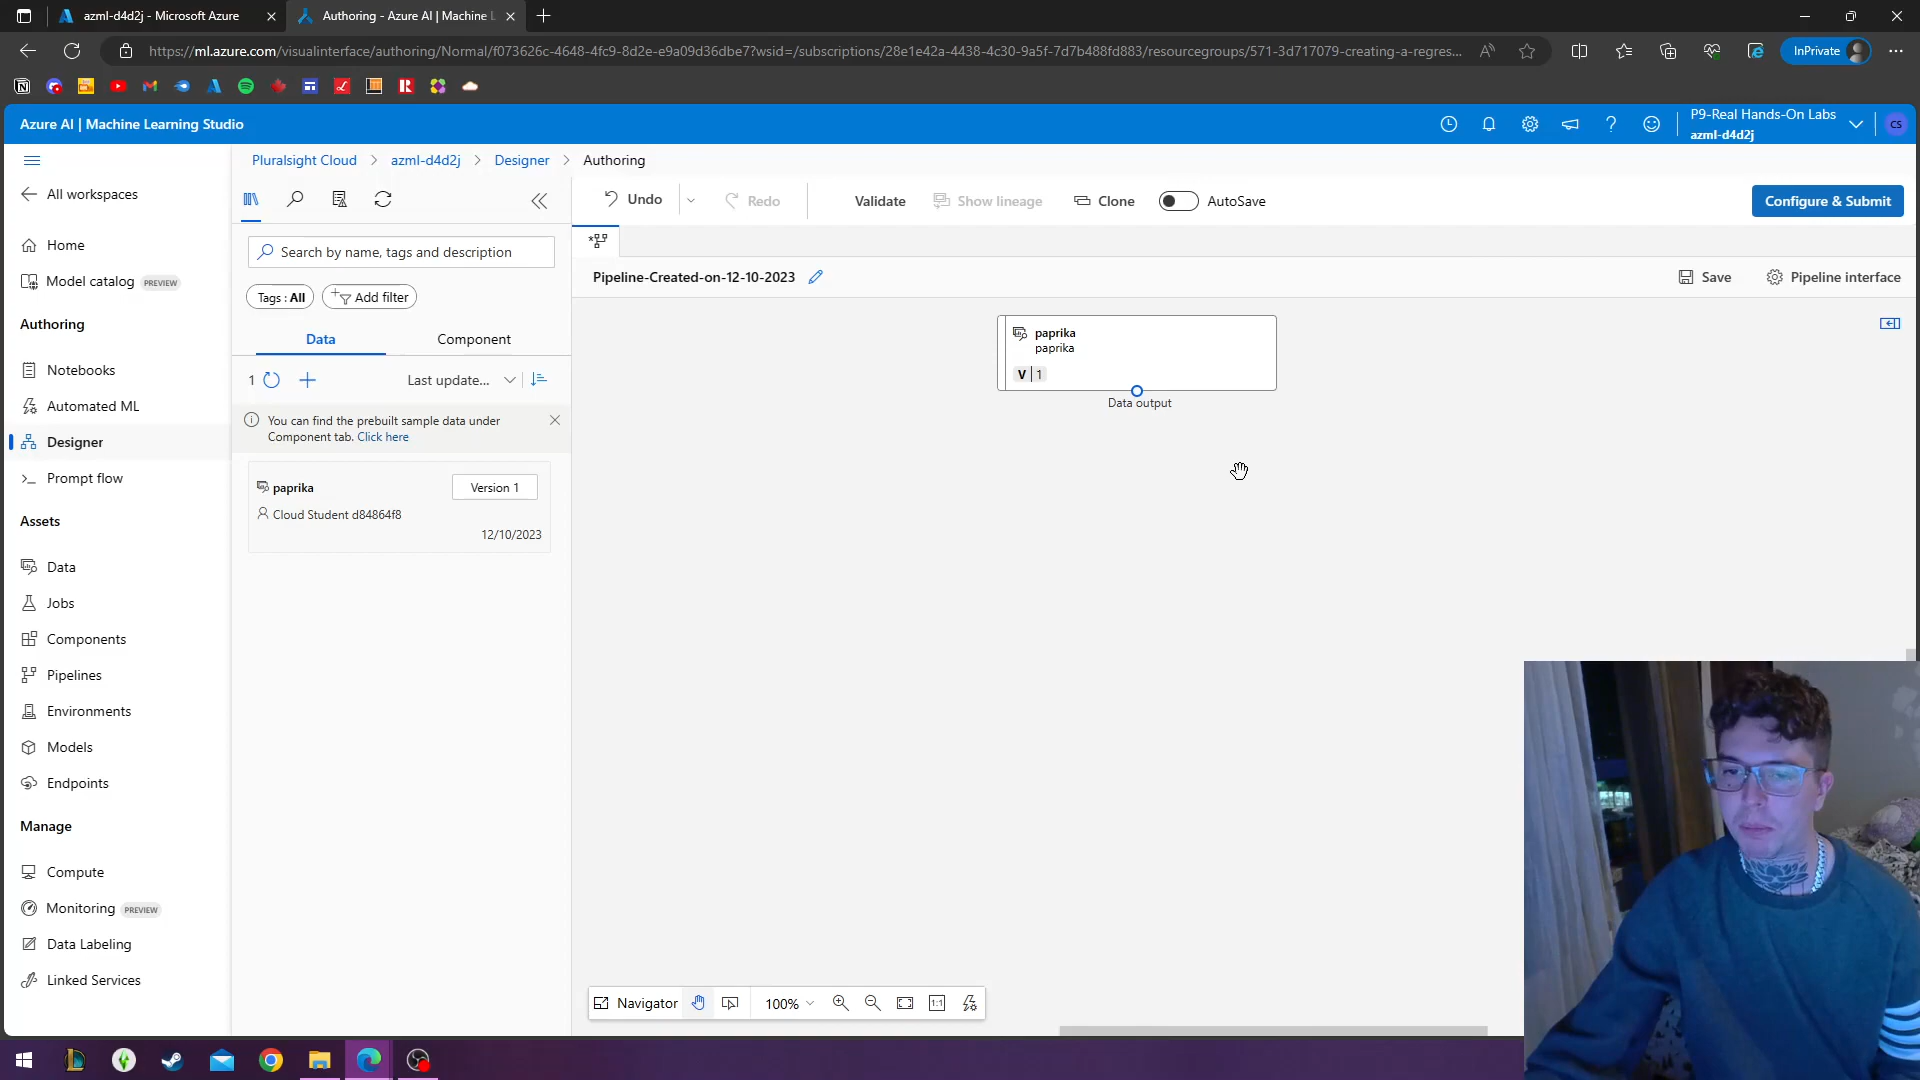 azml-d4d2j - Microsoft Azure
Authoring - Azure AI | Machine L
https://ml.azure.com/visualinterface/authoring/Normal/f073626c-4648-4fc9-8d2e-e9a09d36dbe7?wsid=/subscriptions/28e1e42a-4438-4c30-9a5f-7d7b488fd883/resourcegroups/571-3d717079-creating-a-regres...
InPrivate
Azure AI | Machine Learning Studio
P9-Real Hands-On Labs
azml-d4d2j
CS
All workspaces
Home
Model catalog PREVIEW
Authoring
Notebooks
Automated ML
Designer
Prompt flow
Assets
Data
Jobs
Components
Pipelines
Environments
Models
Endpoints
Manage
Compute
Monitoring PREVIEW
Data Labeling
Linked Services
Pluralsight Cloud > azml-d4d2j > Designer > Authoring
Search by name, tags and description
Tags : All
Add filter
Data
Component
1
Last update...
You can find the prebuilt sample data under
Component tab. Click here
paprika
Version 1
Cloud Student d84864f8
12/10/2023
Undo
Redo
Validate
Show lineage
Clone
AutoSave
Configure & Submit
Pipeline-Created-on-12-10-2023
Save
Pipeline interface
paprika
paprika
V | 1
Data output
Navigator
100%
1:1